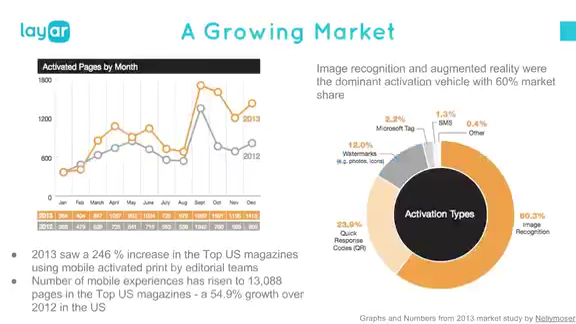 layar
A Growing Market
Activated Pages by Month
1800
1200
600
0
2013
2012
Jan Feb March April May June July Aug Sept Oct Nov Dec
2013
2012
Image recognition and augmented reality were
the dominant activation vehicle with 60% market
share
1.3%
SMS
0.4%
Other
2.2%
Microsoft Tag
12.0%
Watermarks
(e.g. photos, icons)
23.9%
Quick
Response
Codes (QR)
Activation Types
60.3%
Image
Recognition
● 2013 saw a 246 % increase in the Top US magazines
using mobile activated print by editorial teams
● Number of mobile experiences has risen to 13,088
pages in the Top US magazines - a 54.9% growth over
2012 in the US
Graphs and Numbers from 2013 market study by Nellymoser